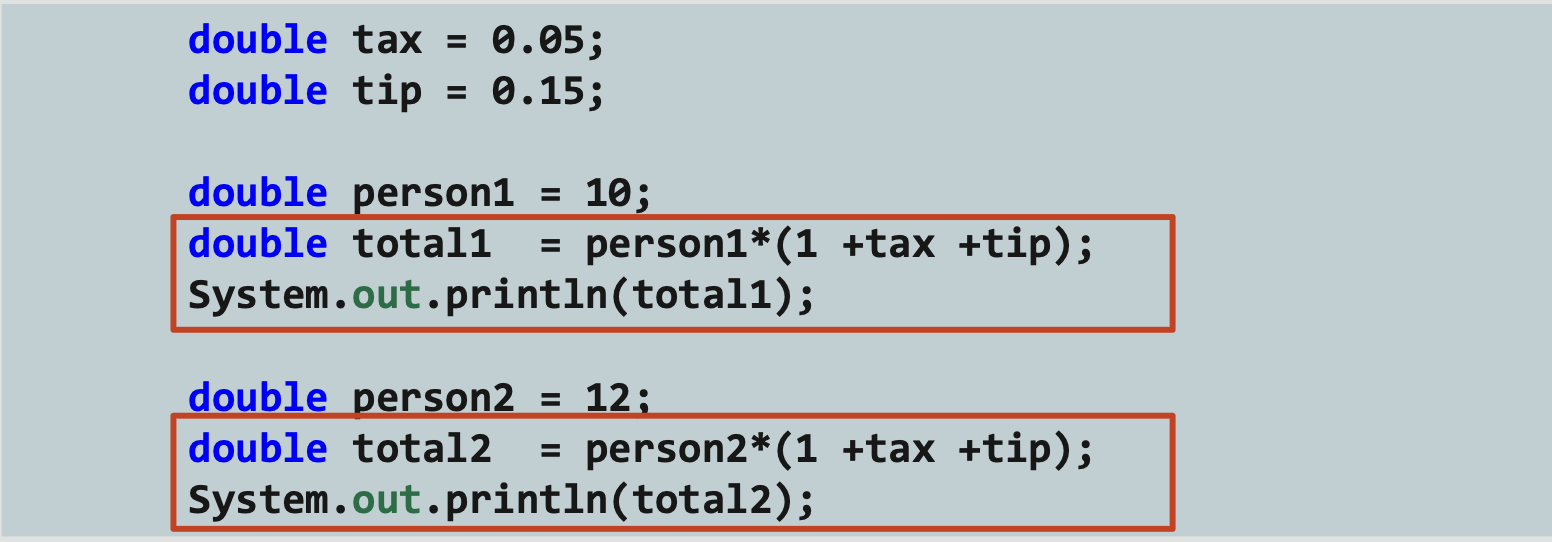 double tax = 0.05;
double tip = 0.15;
double person1 = 10;
double total1  = person1*(1 +tax +tip);
System.out.println(total1);
double person2 = 12;
double total2  = person2*(1 +tax +tip);
System.out.println(total2);